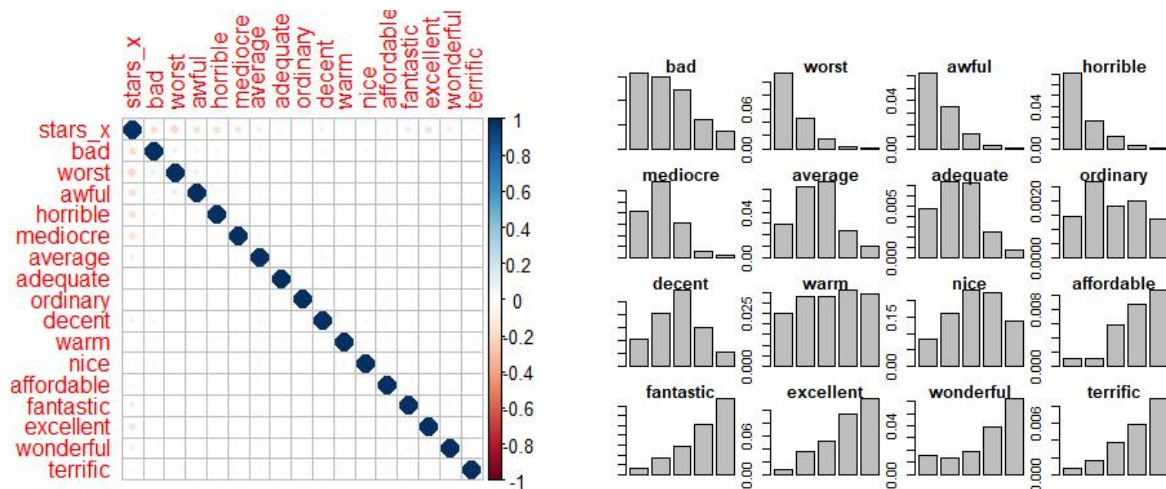 stars_x
bad
worst
awful
horrible
mediocre
average
adequate
ordinary
decent
warm
nice
affordable
fantastic
excellent
wonderful
terrific
stars_x
bad
worst
awful
horrible
mediocre
average
adequate
ordinary
decent
warm
nice
affordable
fantastic
excellent
wonderful
terrific
1
0.8
0.6
0.4
0.2
0
-0.2
-0.4
-0.6
-0.8
-1
bad worst awful horrible
0.06 0.04 0.04
0.00 0.00 0.00
mediocre average adequate ordinary
0.04 0.005 0.0020
0.00 0.000 0.0000
decent warm nice affordable
0.025 0.15 0.008
0.000 0.00 0.000
fantastic excellent wonderful terrific
0.06 0.04 0.006
0.00 0.00 0.000